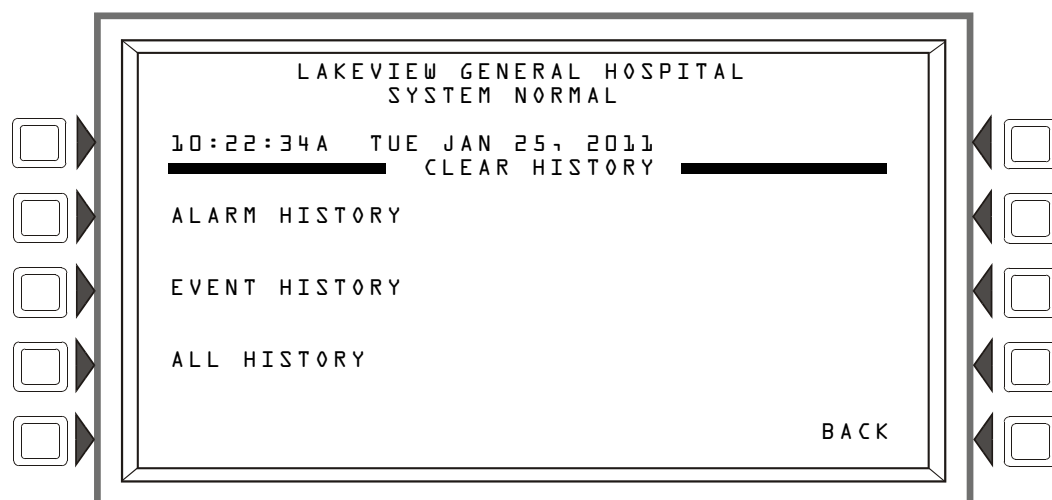 LAKEVIEW GENERAL HOSPITAL
SYSTEM NORMAL
10:22:34A TUE JAN 25, 2011
CLEAR HISTORY
ALARM HISTORY
EVENT HISTORY
ALL HISTORY
BACK